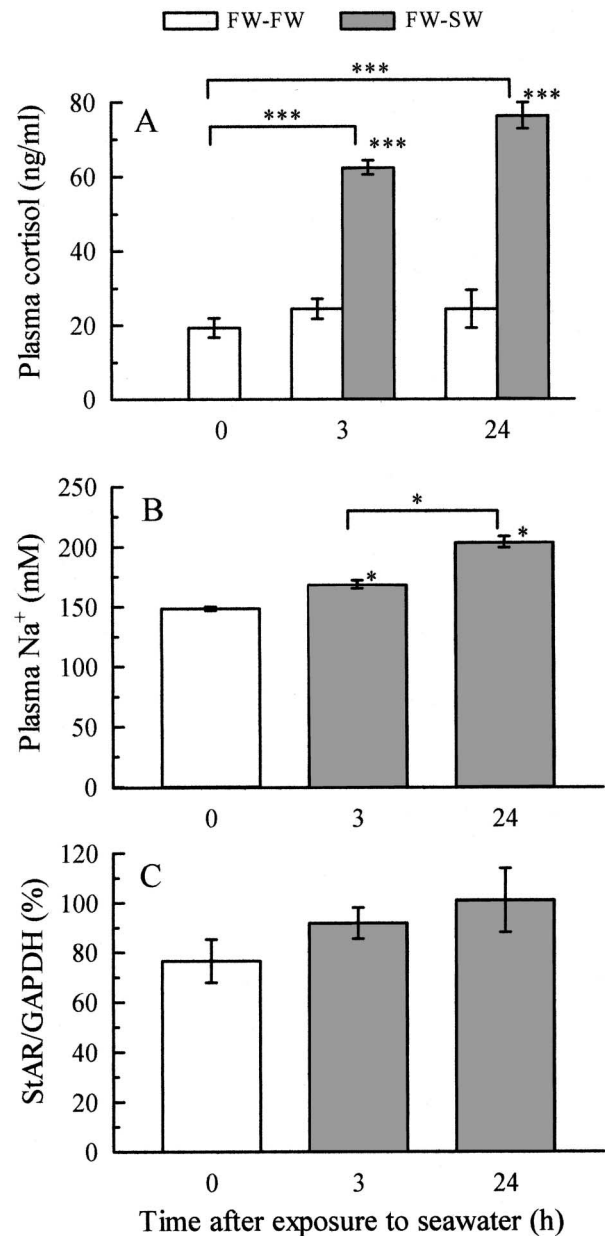 FW-FW FW-SW
A
Plasma cortisol (ng/ml)
80
60
40
20
0
***
***
***
***
0 3 24
B
Plasma Na⁺ (mM)
250
200
150
100
50
0
*
*
*
0 3 24
C
StAR/GAPDH (%)
120
100
80
60
40
20
0
0 3 24
Time after exposure to seawater (h)